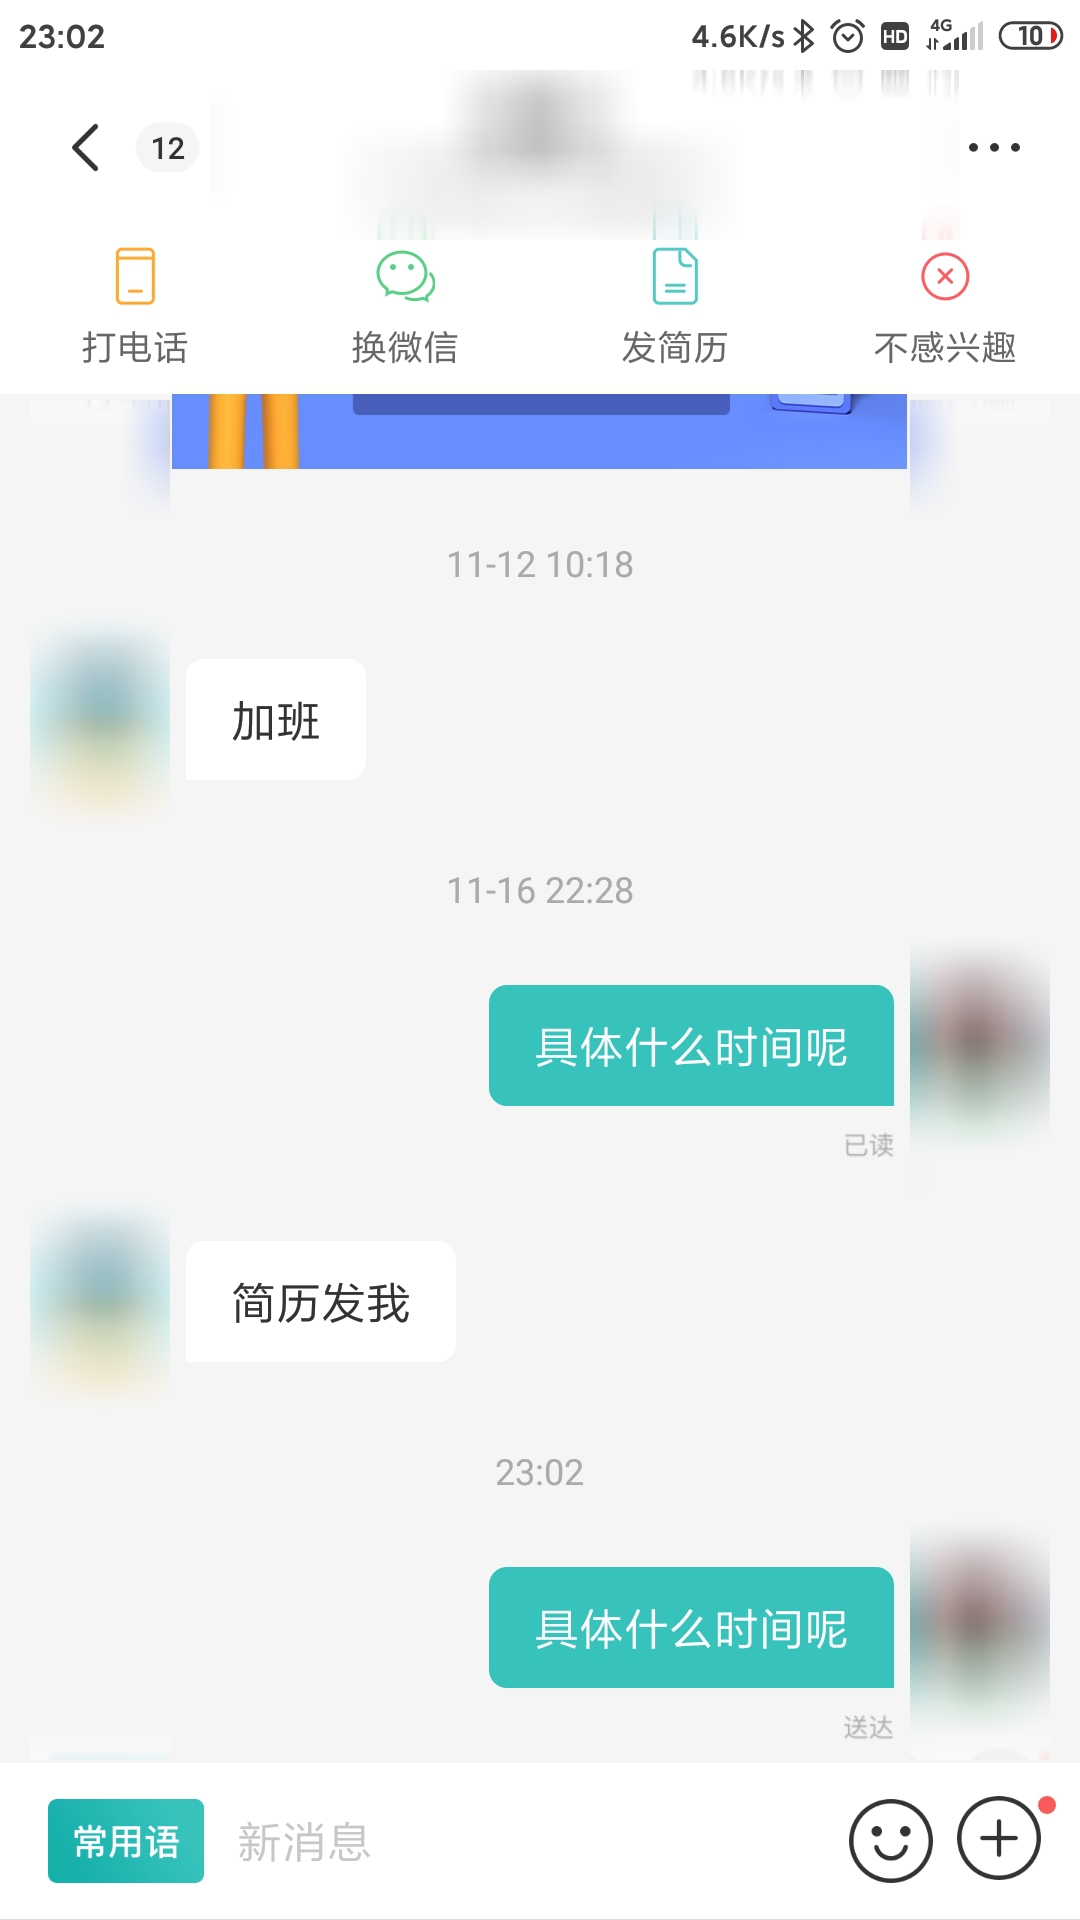 23:02 4.6K/s HD 4G 10
12
打电话 换微信 发简历 不感兴趣
11-12 10:18
加班
11-16 22:28
具体什么时间呢
已读
简历发我
23:02
具体什么时间呢
送达
常用语 新消息